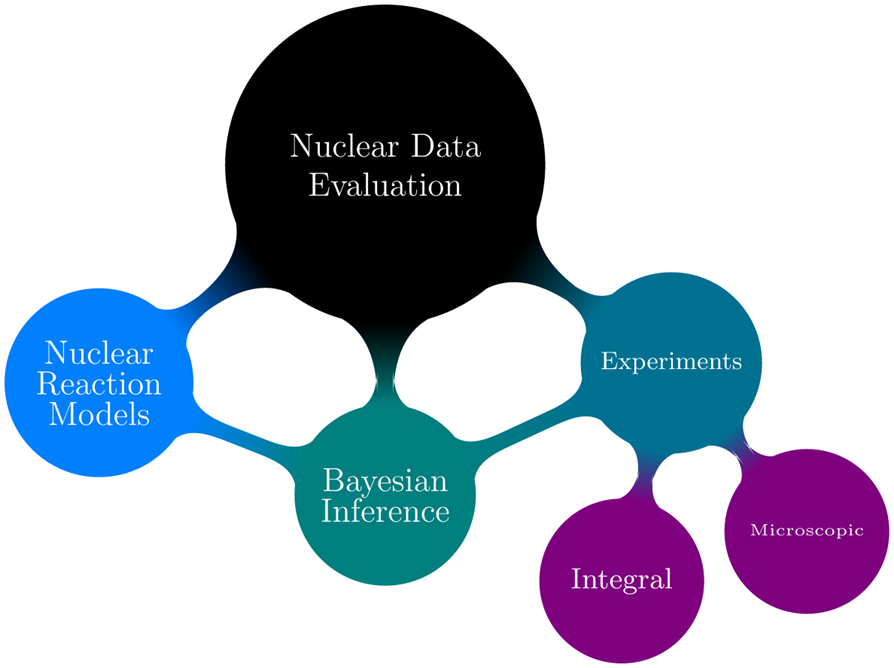 Nuclear Data
Evaluation
Nuclear
Reaction
Models
Experiments
Bayesian
Inference
Integral
Microscopic